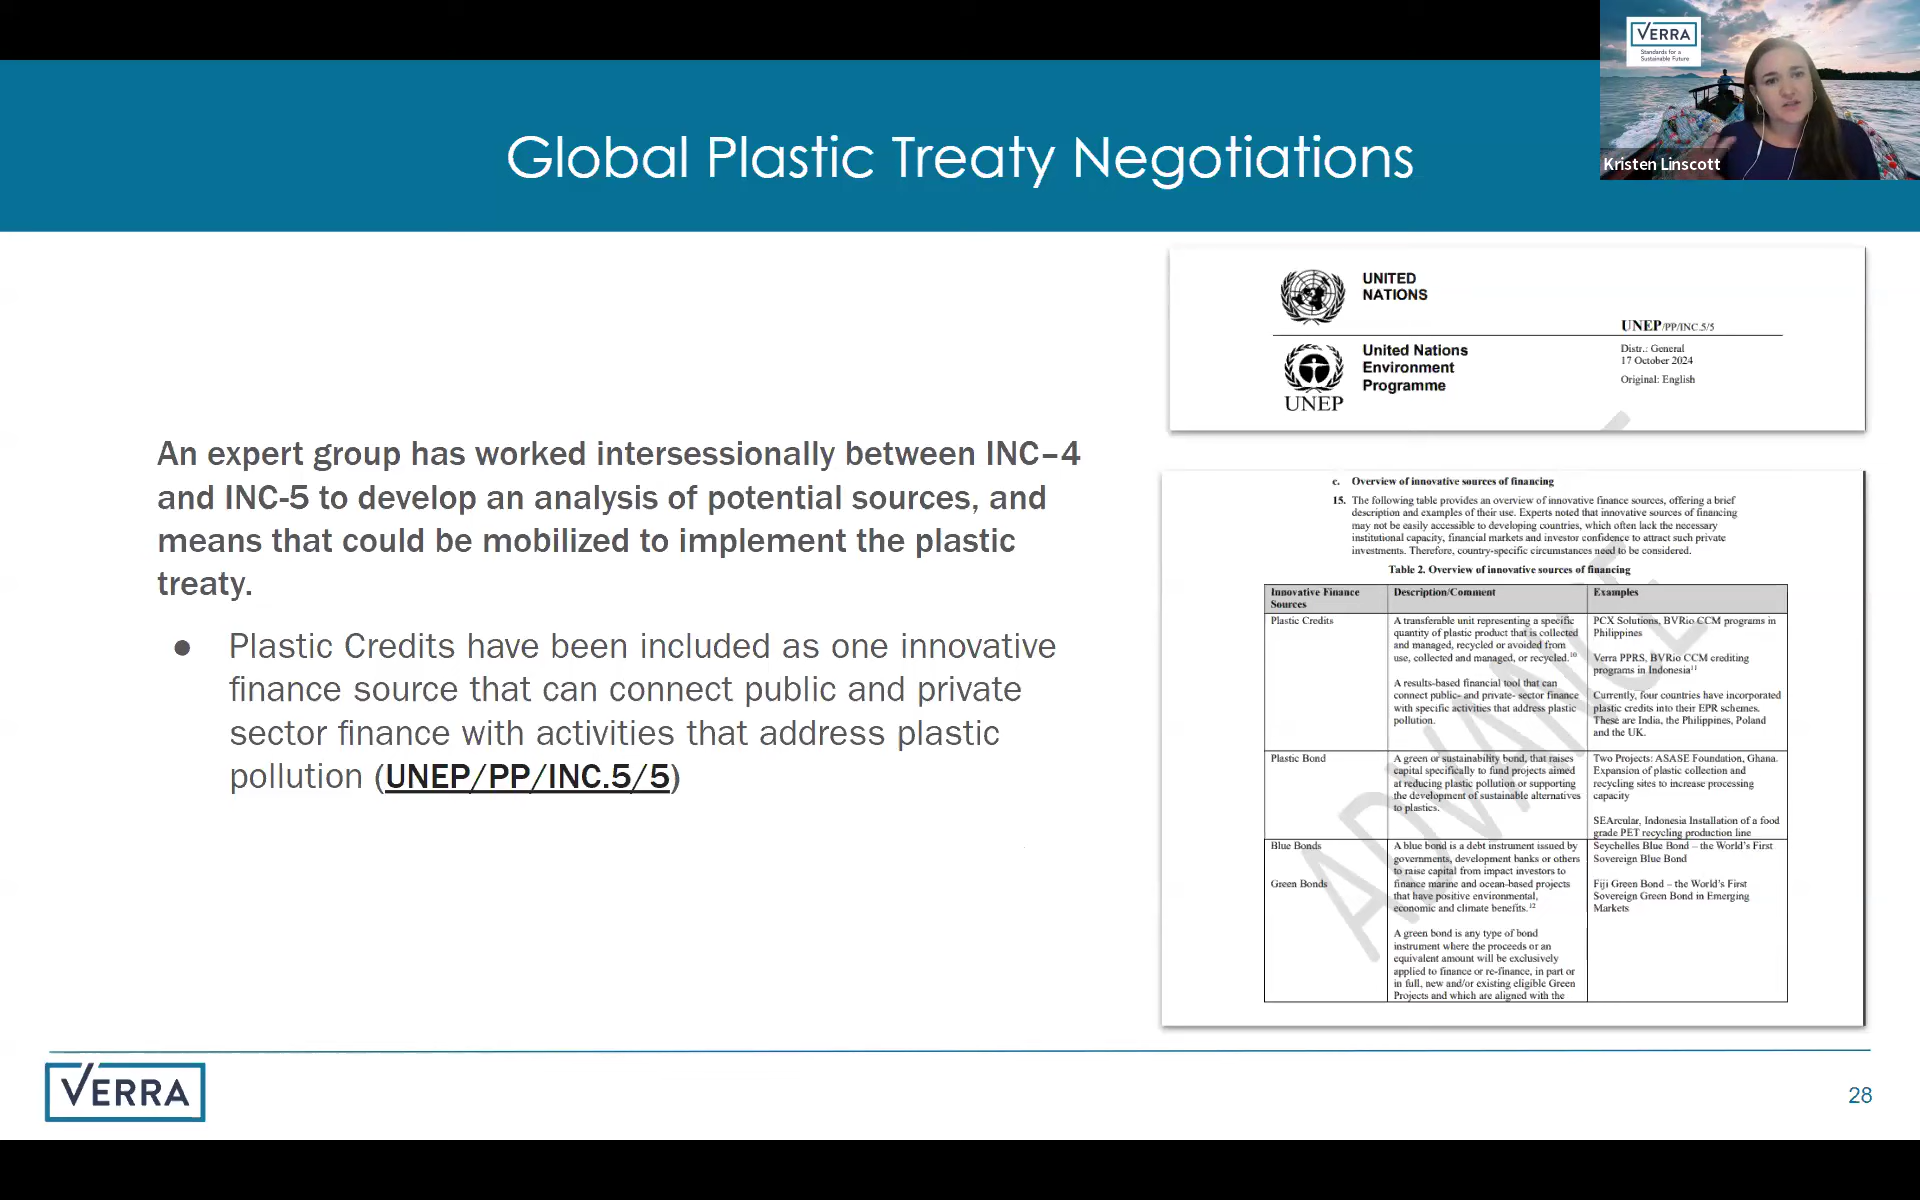 VERRA
Standards for a
Sustainable Future
Kristen Linscott
Global Plastic Treaty Negotiations
An expert group has worked intersessionally between INC–4
and INC-5 to develop an analysis of potential sources, and
means that could be mobilized to implement the plastic
treaty.
● Plastic Credits have been included as one innovative
finance source that can connect public and private
sector finance with activities that address plastic
pollution (UNEP/PP/INC.5/5)
UNITED
NATIONS
UNEP/PP/INC.5/5
United Nations
Environment
Programme
UNEP
Distr.: General
17 October 2024
Original: English
c. Overview of innovative sources of financing
15. The following table provides an overview of innovative finance sources, offering a brief
description and examples of their use. Experts noted that innovative sources of financing
may not be easily accessible to developing countries, which often lack the necessary
institutional capacity, financial markets and investor confidence to attract such private
investments. Therefore, country-specific circumstances need to be considered.
Table 2. Overview of innovative sources of financing
Innovative Finance
Sources
Description/Comment
Examples
Plastic Credits
A transferable unit representing a specific
quantity of plastic product that is collected
and managed, recycled or avoided from
use, collected and managed, or recycled.10
A results-based financial tool that can
connect public- and private- sector finance
with specific activities that address plastic
pollution.
PCX Solutions, BVRio CCM programs in
Philippines
Verra PPRS, BVRio CCM crediting
programs in Indonesia11
Currently, four countries have incorporated
plastic credits into their EPR schemes.
These are India, the Philippines, Poland
and the UK.
Plastic Bond
A green or sustainability bond, that raises
capital specifically to fund projects aimed
at reducing plastic pollution or supporting
the development of sustainable alternatives
to plastics.
Two Projects: ASASE Foundation, Ghana.
Expansion of plastic collection and
recycling sites to increase processing
capacity
SEArcular, Indonesia Installation of a food
grade PET recycling production line
Blue Bonds
Green Bonds
A blue bond is a debt instrument issued by
governments, development banks or others
to raise capital from impact investors to
finance marine and ocean-based projects
that have positive environmental,
economic and climate benefits.12
A green bond is any type of bond
instrument where the proceeds or an
equivalent amount will be exclusively
applied to finance or re-finance, in part or
in full, new and/or existing eligible Green
Projects and which are aligned with the
Seychelles Blue Bond – the World's First
Sovereign Blue Bond
Fiji Green Bond – the World's First
Sovereign Green Bond in Emerging
Markets
ADVANCE
VERRA
28